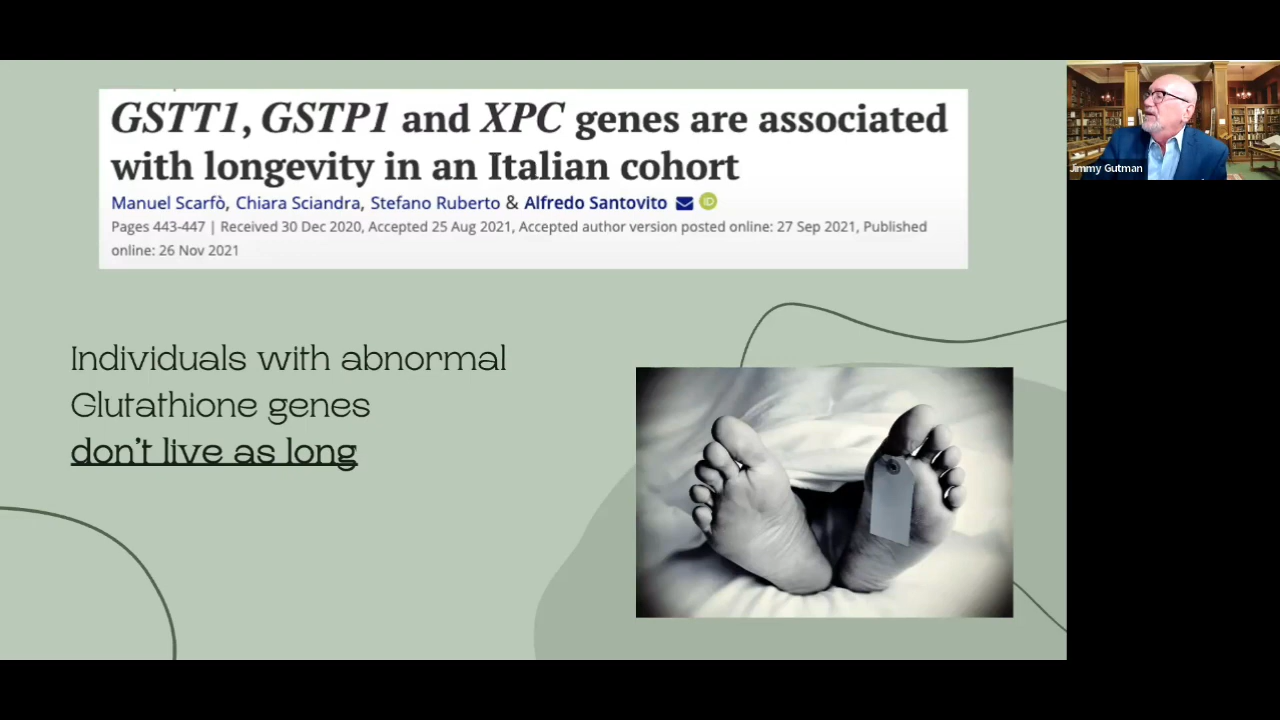 GSTT1, GSTP1 and XPC genes are associated
with longevity in an Italian cohort
Manuel Scarfò, Chiara Sciandra, Stefano Ruberto & Alfredo Santovito iD
Pages 443-447 | Received 30 Dec 2020, Accepted 25 Aug 2021, Accepted author version posted online: 27 Sep 2021, Published
online: 26 Nov 2021
Individuals with abnormal
Glutathione genes
don't live as long
Jimmy Gutman